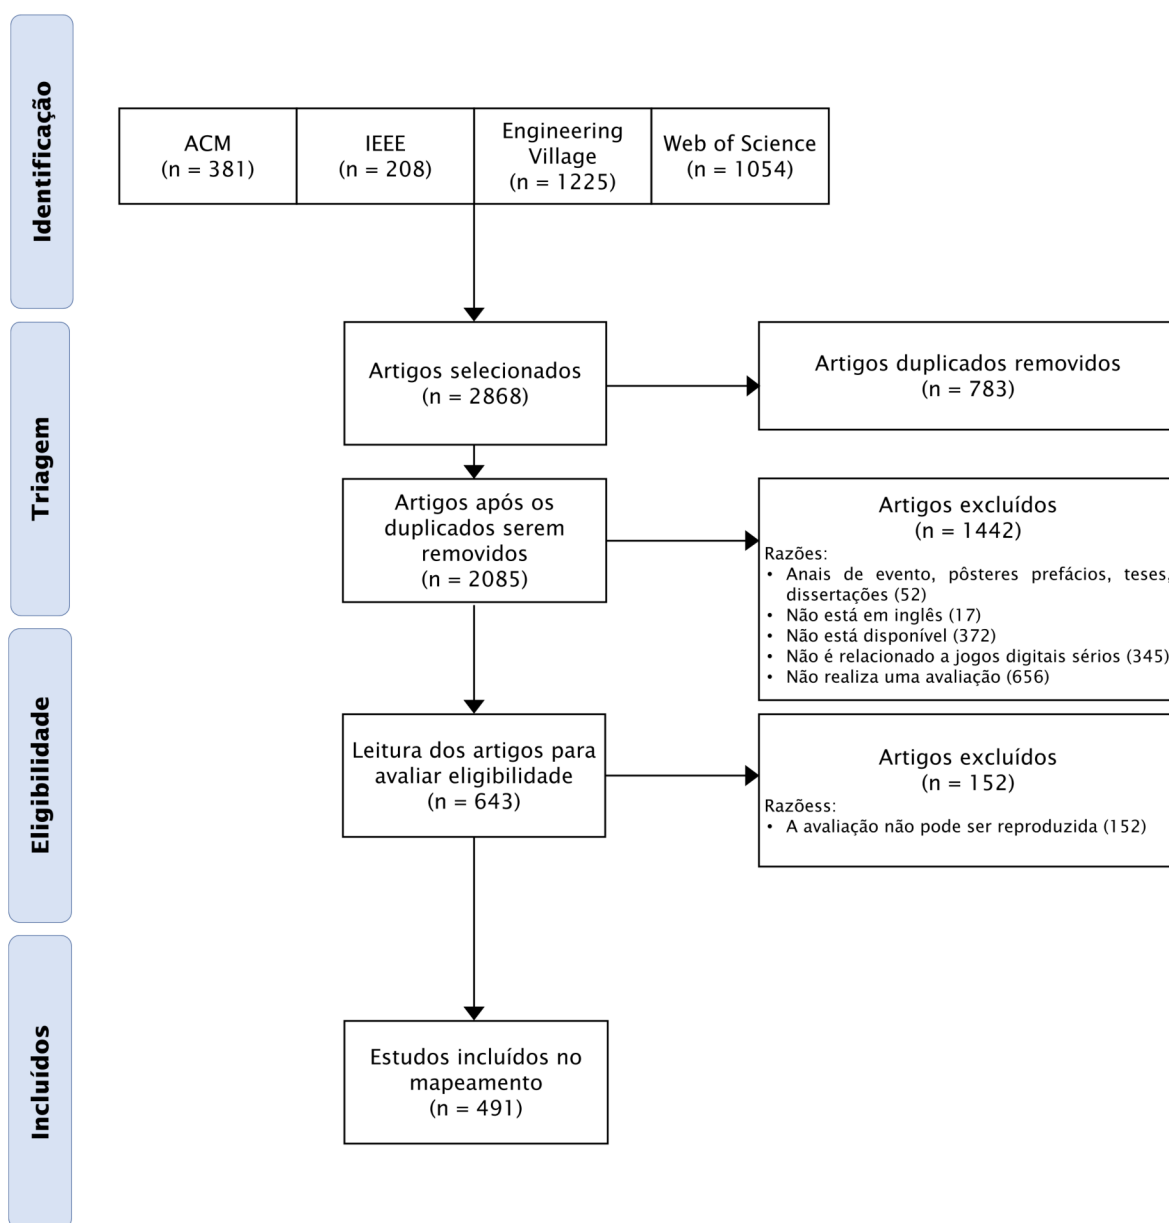 Identificação
ACM
(n = 381)
IEEE
(n = 208)
Engineering
Village
(n = 1225)
Web of Science
(n = 1054)
Triagem
Artigos selecionados
(n = 2868)
Artigos duplicados removidos
(n = 783)
Artigos após os
duplicados serem
removidos
(n = 2085)
Artigos excluídos
(n = 1442)
Razões:
• Anais de evento, pôsteres prefácios, teses,
dissertações (52)
• Não está em inglês (17)
• Não está disponível (372)
• Não é relacionado a jogos digitais sérios (345)
• Não realiza uma avaliação (656)
Eligibilidade
Leitura dos artigos para
avaliar eligibilidade
(n = 643)
Artigos excluídos
(n = 152)
Razõess:
• A avaliação não pode ser reproduzida (152)
Incluídos
Estudos incluídos no
mapeamento
(n = 491)